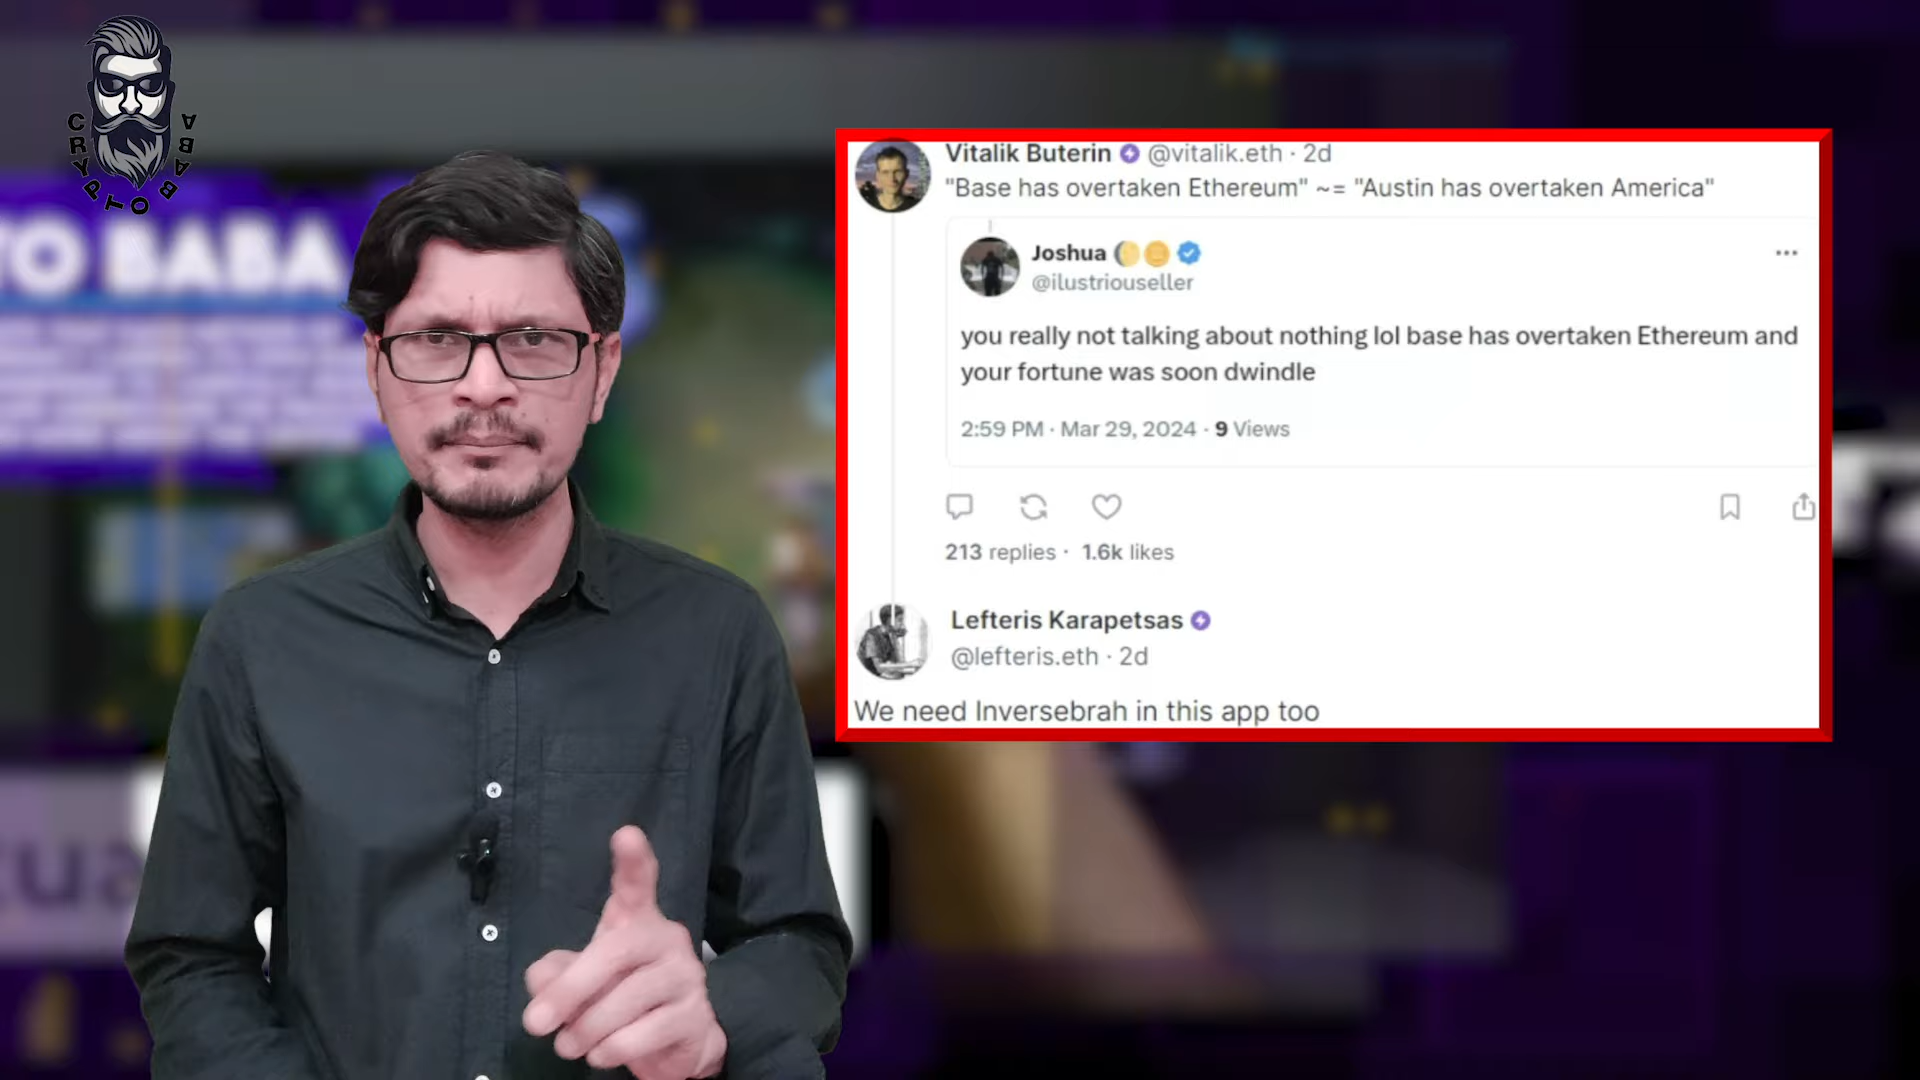 CRYPTO BABA
TO BABA
Vitalik Buterin @vitalik.eth · 2d
"Base has overtaken Ethereum" ~= "Austin has overtaken America"
Joshua
@ilustriouseller
you really not talking about nothing lol base has overtaken Ethereum and
your fortune was soon dwindle
2:59 PM · Mar 29, 2024 · 9 Views
213 replies · 1.6k likes
Lefteris Karapetsas
@lefteris.eth · 2d
We need Inversebrah in this app too